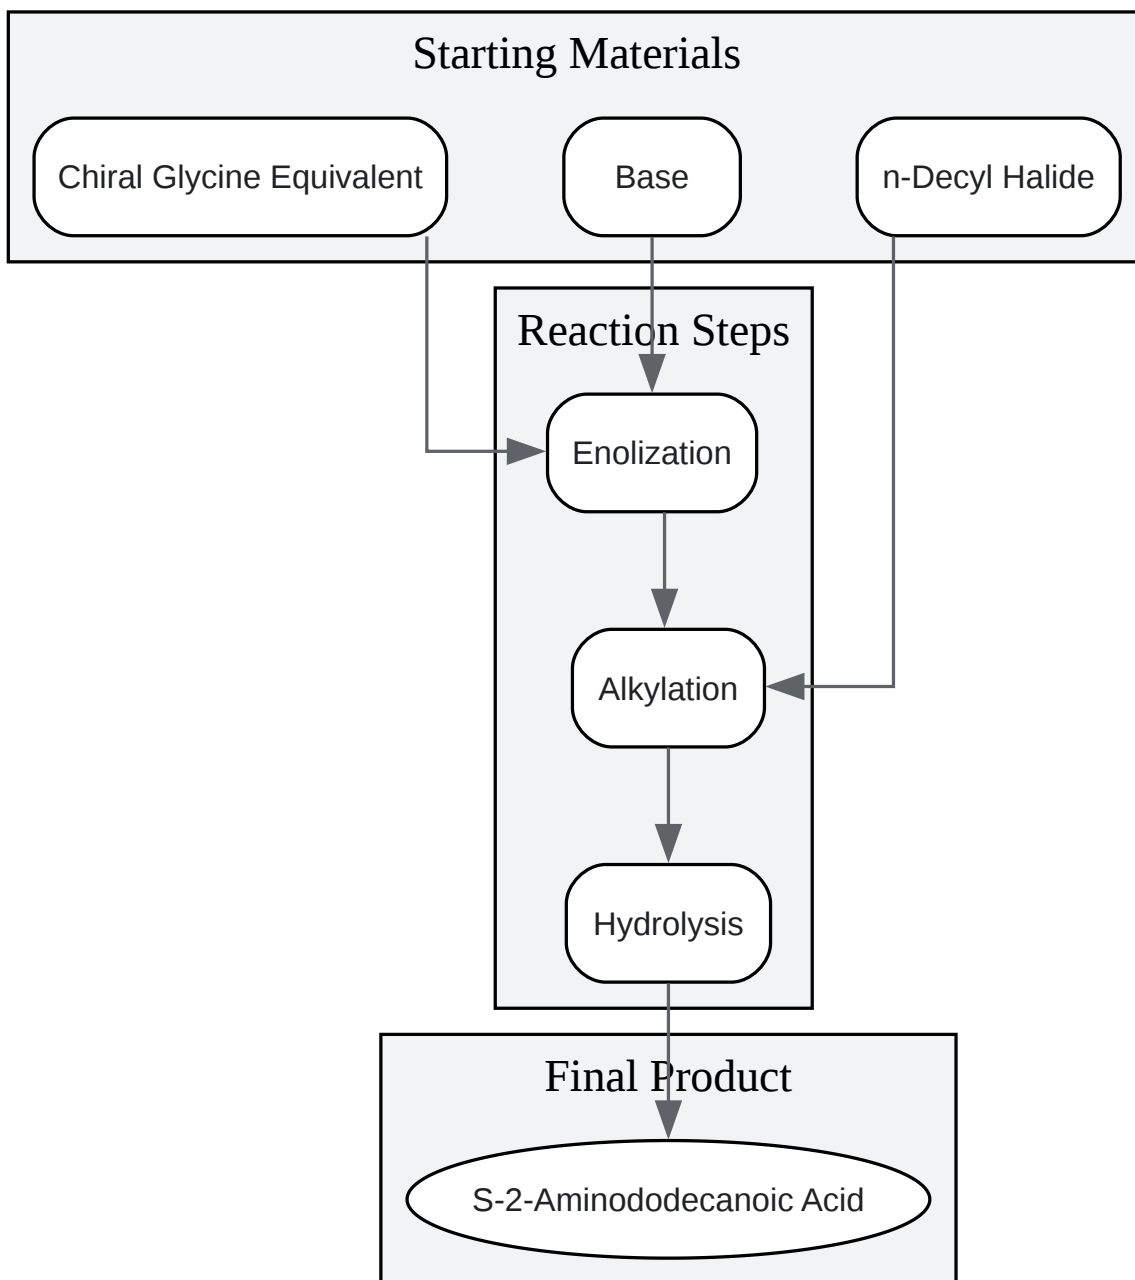 Starting Materials
Chiral Glycine Equivalent
Base
n-Decyl Halide
Reaction Steps
Enolization
Alkylation
Hydrolysis
Final Product
S-2-Aminododecanoic Acid